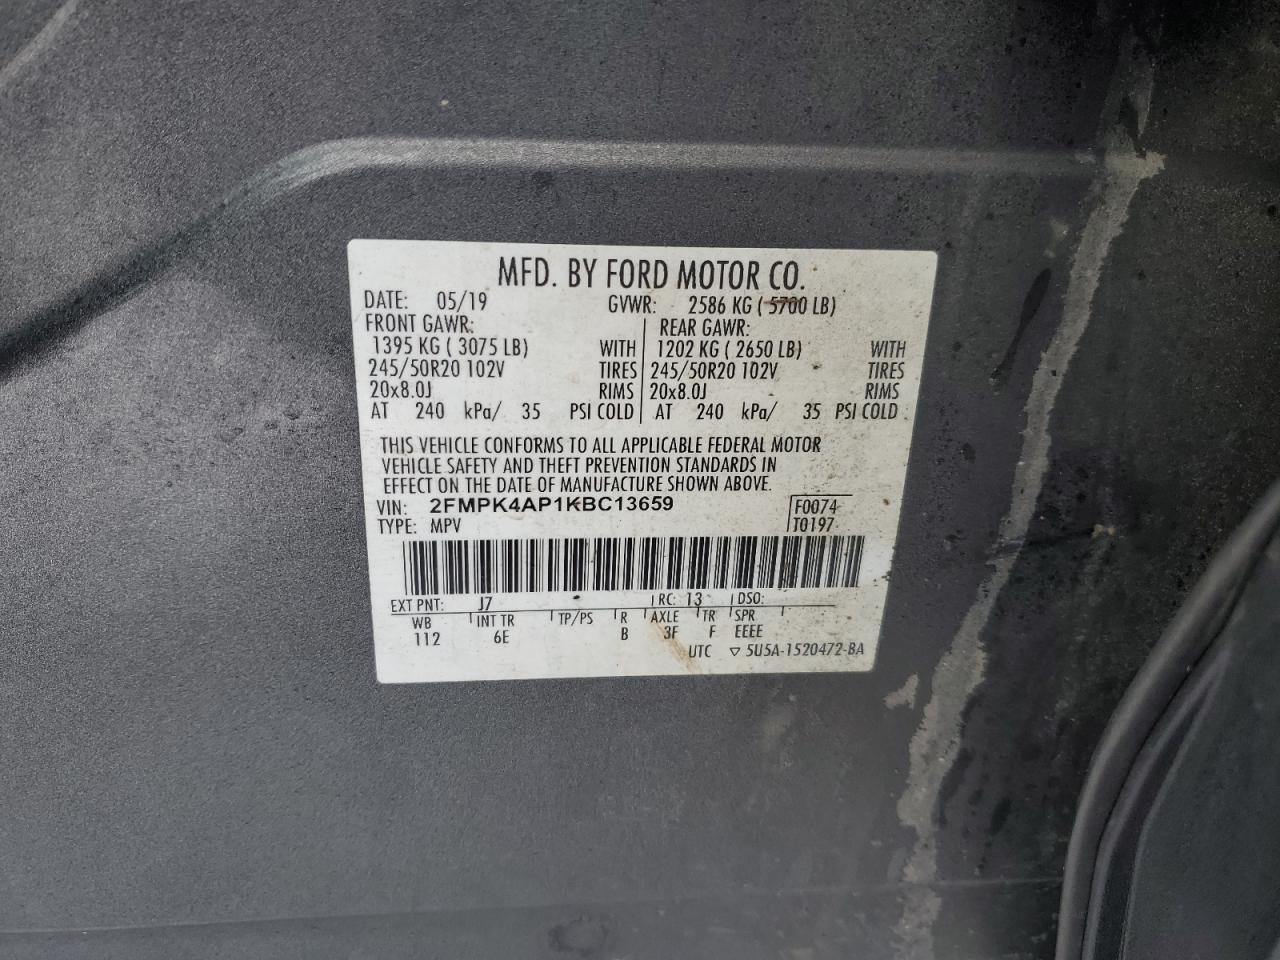 MFD. BY FORD MOTOR CO.
DATE: 05/19 GVWR: 2586 KG ( 5700 LB)
FRONT GAWR: REAR GAWR:
1395 KG ( 3075 LB) WITH 1202 KG ( 2650 LB) WITH
245/50R20 102V TIRES 245/50R20 102V TIRES
20x8.0J RIMS 20x8.0J RIMS
AT 240 kPa/ 35 PSI COLD AT 240 kPa/ 35 PSI COLD
THIS VEHICLE CONFORMS TO ALL APPLICABLE FEDERAL MOTOR
VEHICLE SAFETY AND THEFT PREVENTION STANDARDS IN
EFFECT ON THE DATE OF MANUFACTURE SHOWN ABOVE.
VIN: 2FMPK4AP1KBC13659 F0074
TYPE: MPV T0197
EXT PNT: J7 RC: 13 DSO:
WB INT TR TP/PS R AXLE TR SPR
112 6E B 3F F EEEE
UTC ▽ 5U5A-1520472-BA